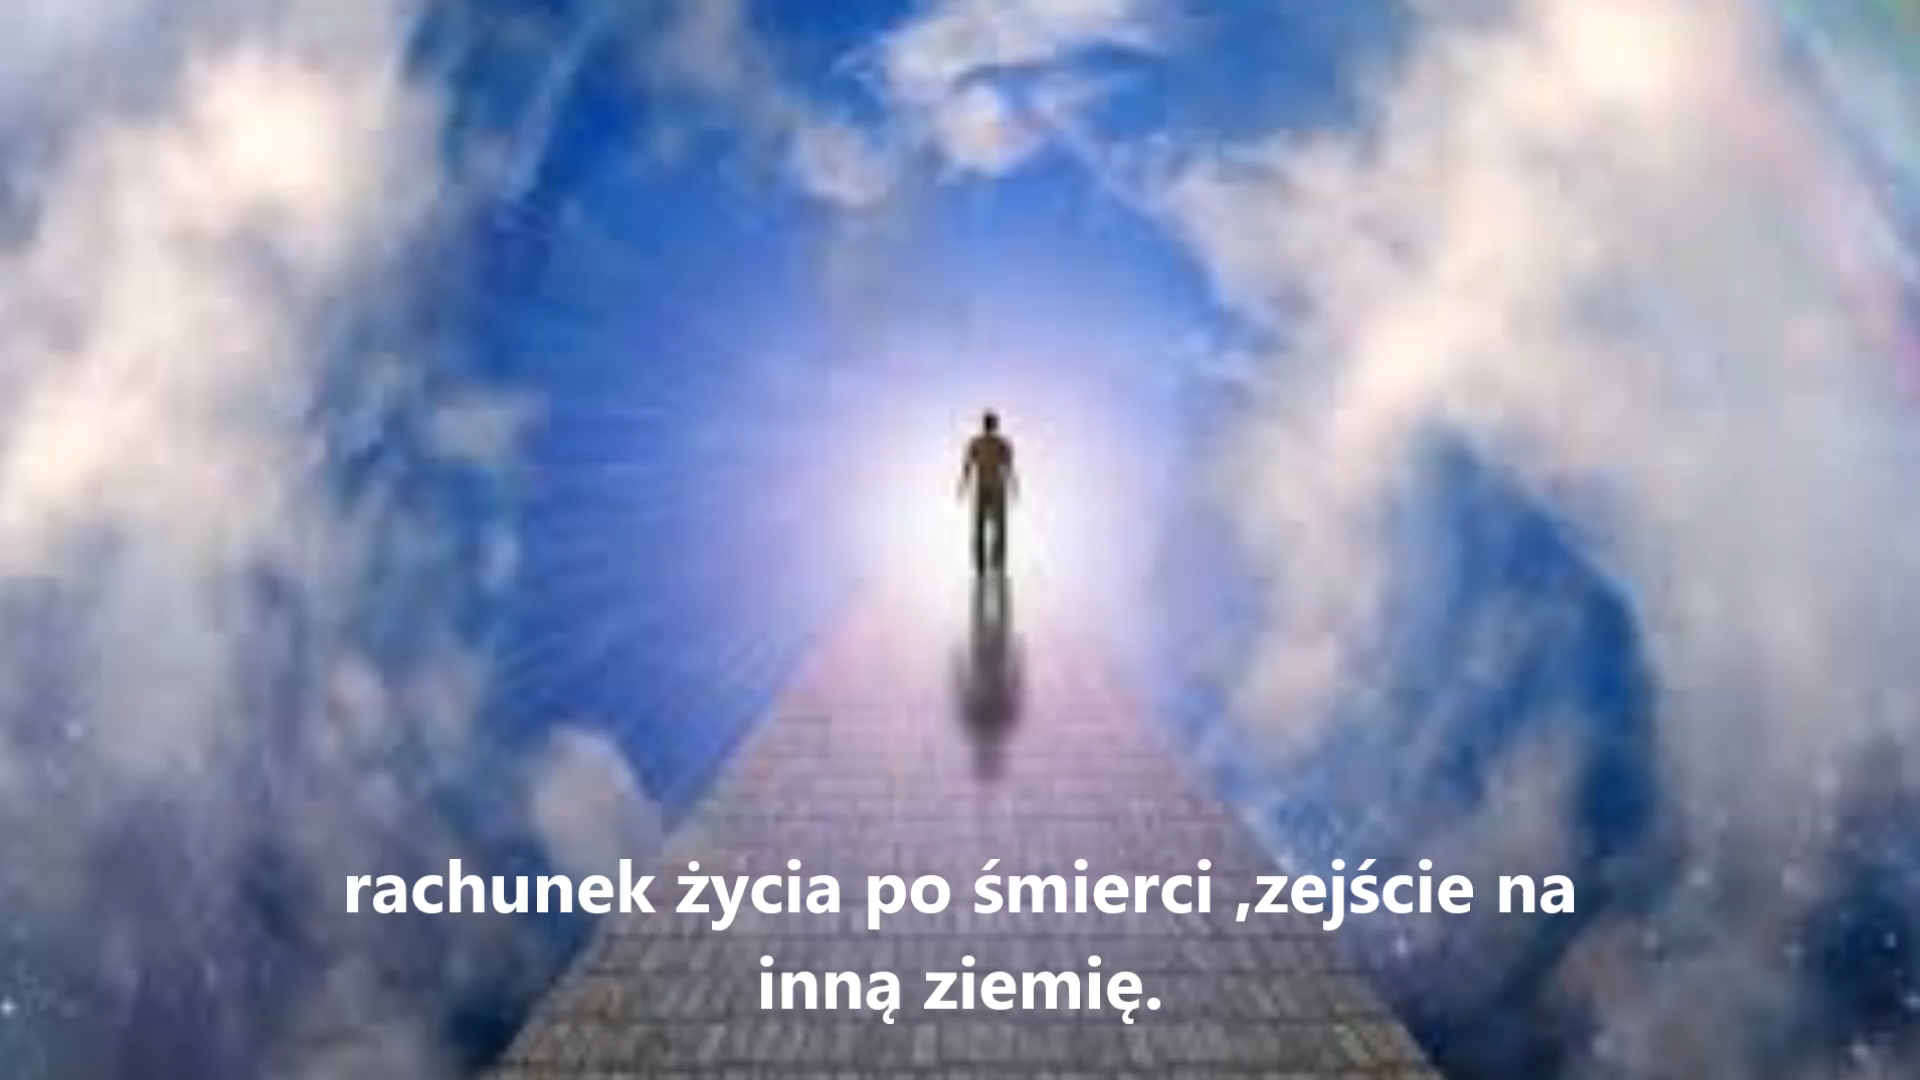 rachunek życia po śmierci ,zejście na
inną ziemię.